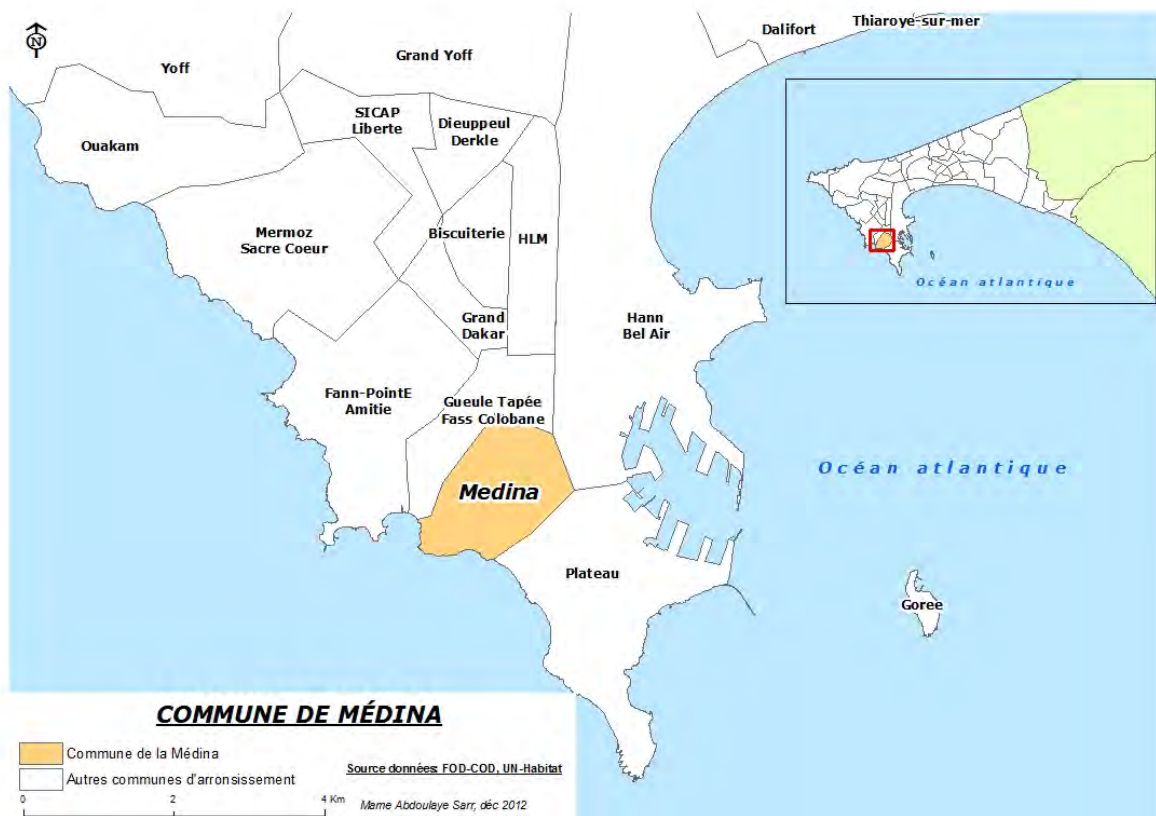 N
Yoff
Grand Yoff
Dalifort
Thiaroye-sur-mer
Ouakam
SICAP
Liberte
Dieuppeul
Derkle
Mermoz
Sacre Coeur
Biscuiterie
HLM
Océan atlantique
Grand
Dakar
Hann
Bel Air
Fann-PointE
Amitie
Gueule Tapée
Fass Colobane
Océan atlantique
Medina
Plateau
Goree
COMMUNE DE MÉDINA
Commune de la Médina
Autres communes d'arronsissement
Source données: FOD-COD, UN-Habitat
0 2 4 Km
Mame Abdoulaye Sarr, déc 2012